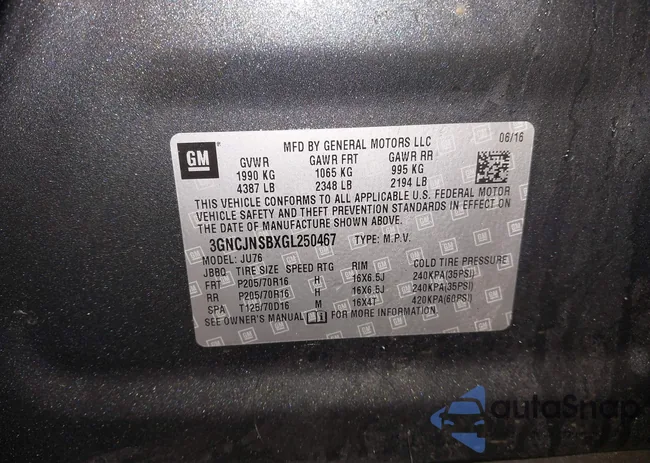 GM
MFD BY GENERAL MOTORS LLC 06/16
GVWR GAWR FRT GAWR RR
1990 KG 1065 KG 995 KG
4387 LB 2348 LB 2194 LB
THIS VEHICLE CONFORMS TO ALL APPLICABLE U.S. FEDERAL MOTOR
VEHICLE SAFETY AND THEFT PREVENTION STANDARDS IN EFFECT ON
THE DATE OF MANUFACTURE SHOWN ABOVE.
3GNCJNSBXGL250467 TYPE: M.P.V.
MODEL: JU76
JBBQ TIRE SIZE SPEED RTG RIM COLD TIRE PRESSURE
FRT P205/70R16 H 16X6.5J 240KPA(35PSI)
RR P205/70R16 H 16X6.5J 240KPA(35PSI)
SPA T125/70D16 M 16X4T 420KPA(60PSI)
SEE OWNER'S MANUAL FOR MORE INFORMATION.
autoSnap